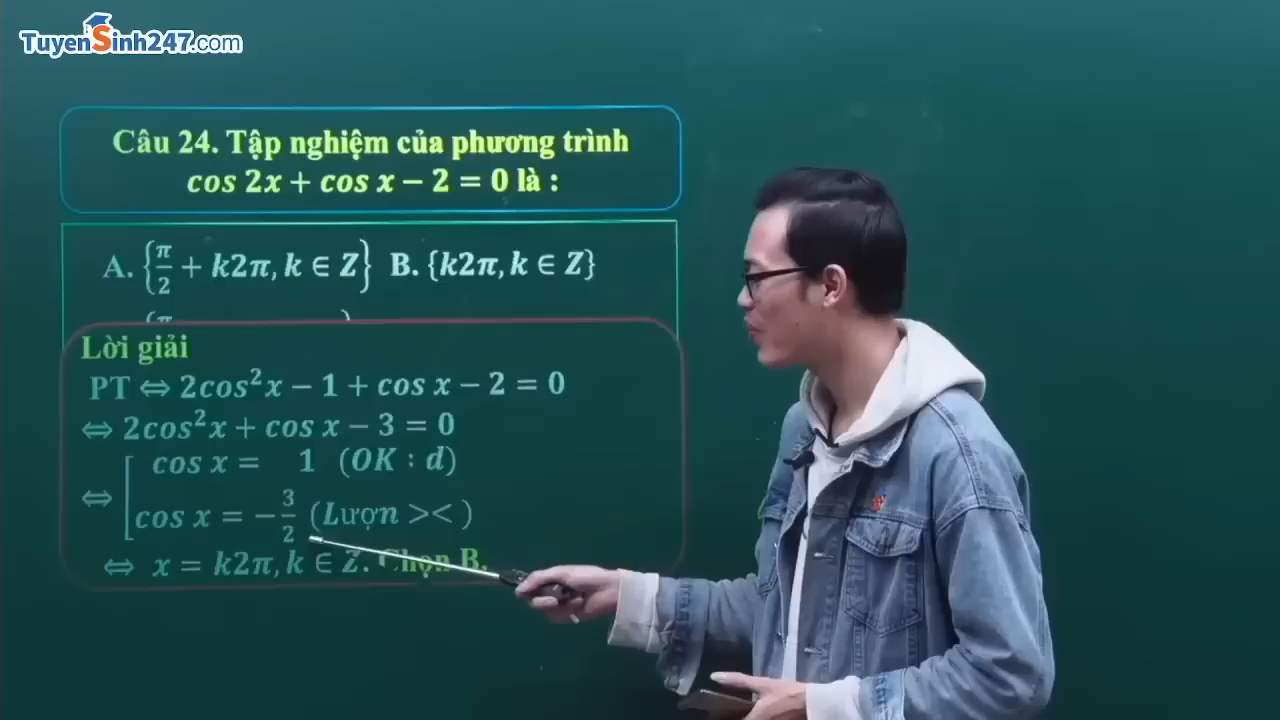 TuyenSinh247.com
Câu 24. Tập nghiệm của phương trình
cos 2x + cos x − 2 = 0 là :
A. {π/2 + k2π, k ∈ Z} B. {k2π, k ∈ Z}
Lời giải
PT ⇔ 2cos²x − 1 + cos x − 2 = 0
⇔ 2cos²x + cos x − 3 = 0
⇔ [ cos x = 1 (OK : d)
cos x = −3/2 (Lượn >< )
⇔ x = k2π, k ∈ Z. Chọn B.